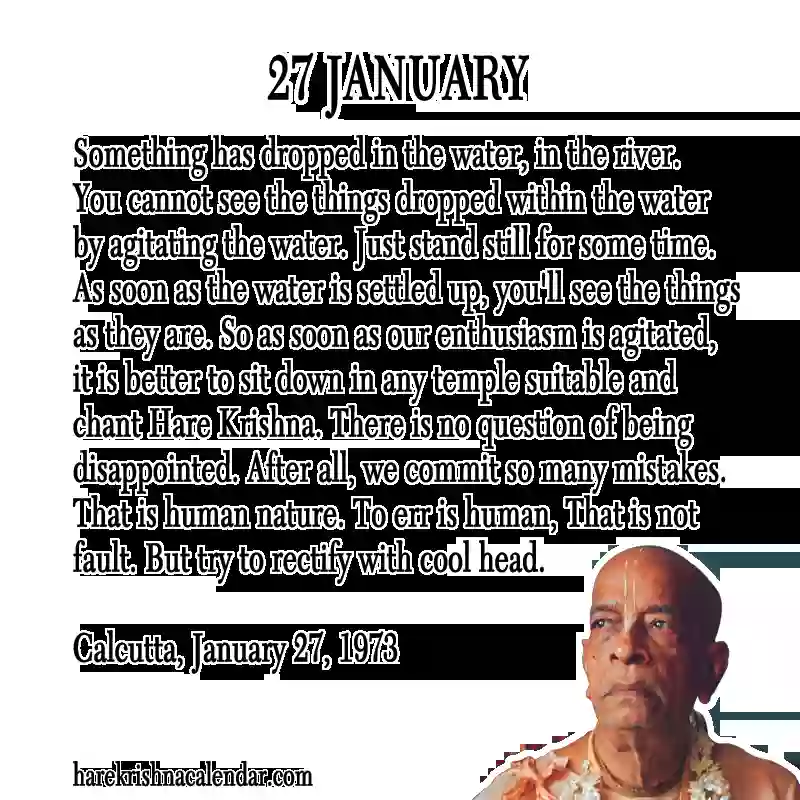 27 JANUARY
Something has dropped in the water, in the river.
You cannot see the things dropped within the water
by agitating the water. Just stand still for some time.
As soon as the water is settled up, you'll see the things
as they are. So as soon as our enthusiasm is agitated,
it is better to sit down in any temple suitable and
chant Hare Krishna. There is no question of being
disappointed. After all, we commit so many mistakes.
That is human nature. To err is human, That is not
fault. But try to rectify with cool head.
Calcutta, January 27, 1973
harekrishnacalendar.com